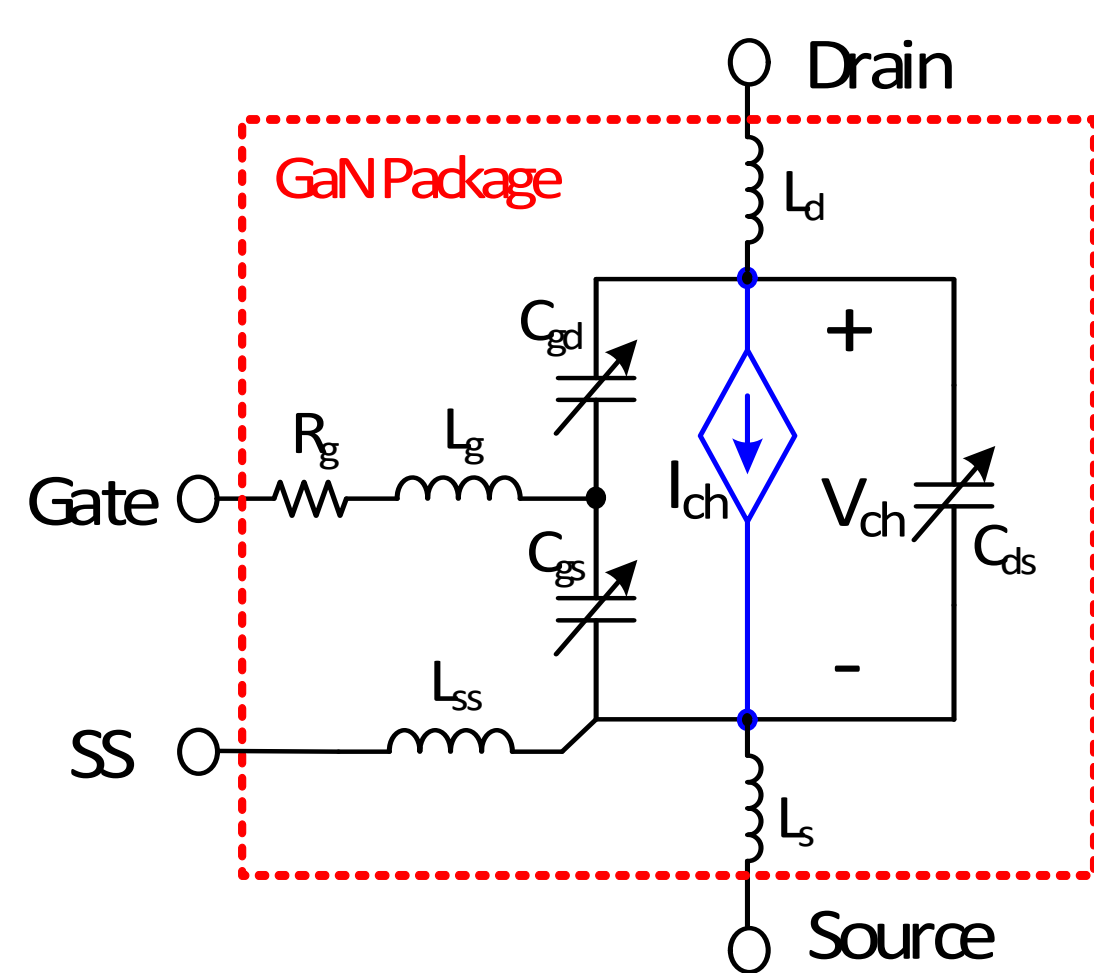 Drain
GaN Package
Ld
Cgd
+
Rg
Lg
Gate
Ich
Vch
Cgs
Cds
Lss
-
SS
Ls
Source